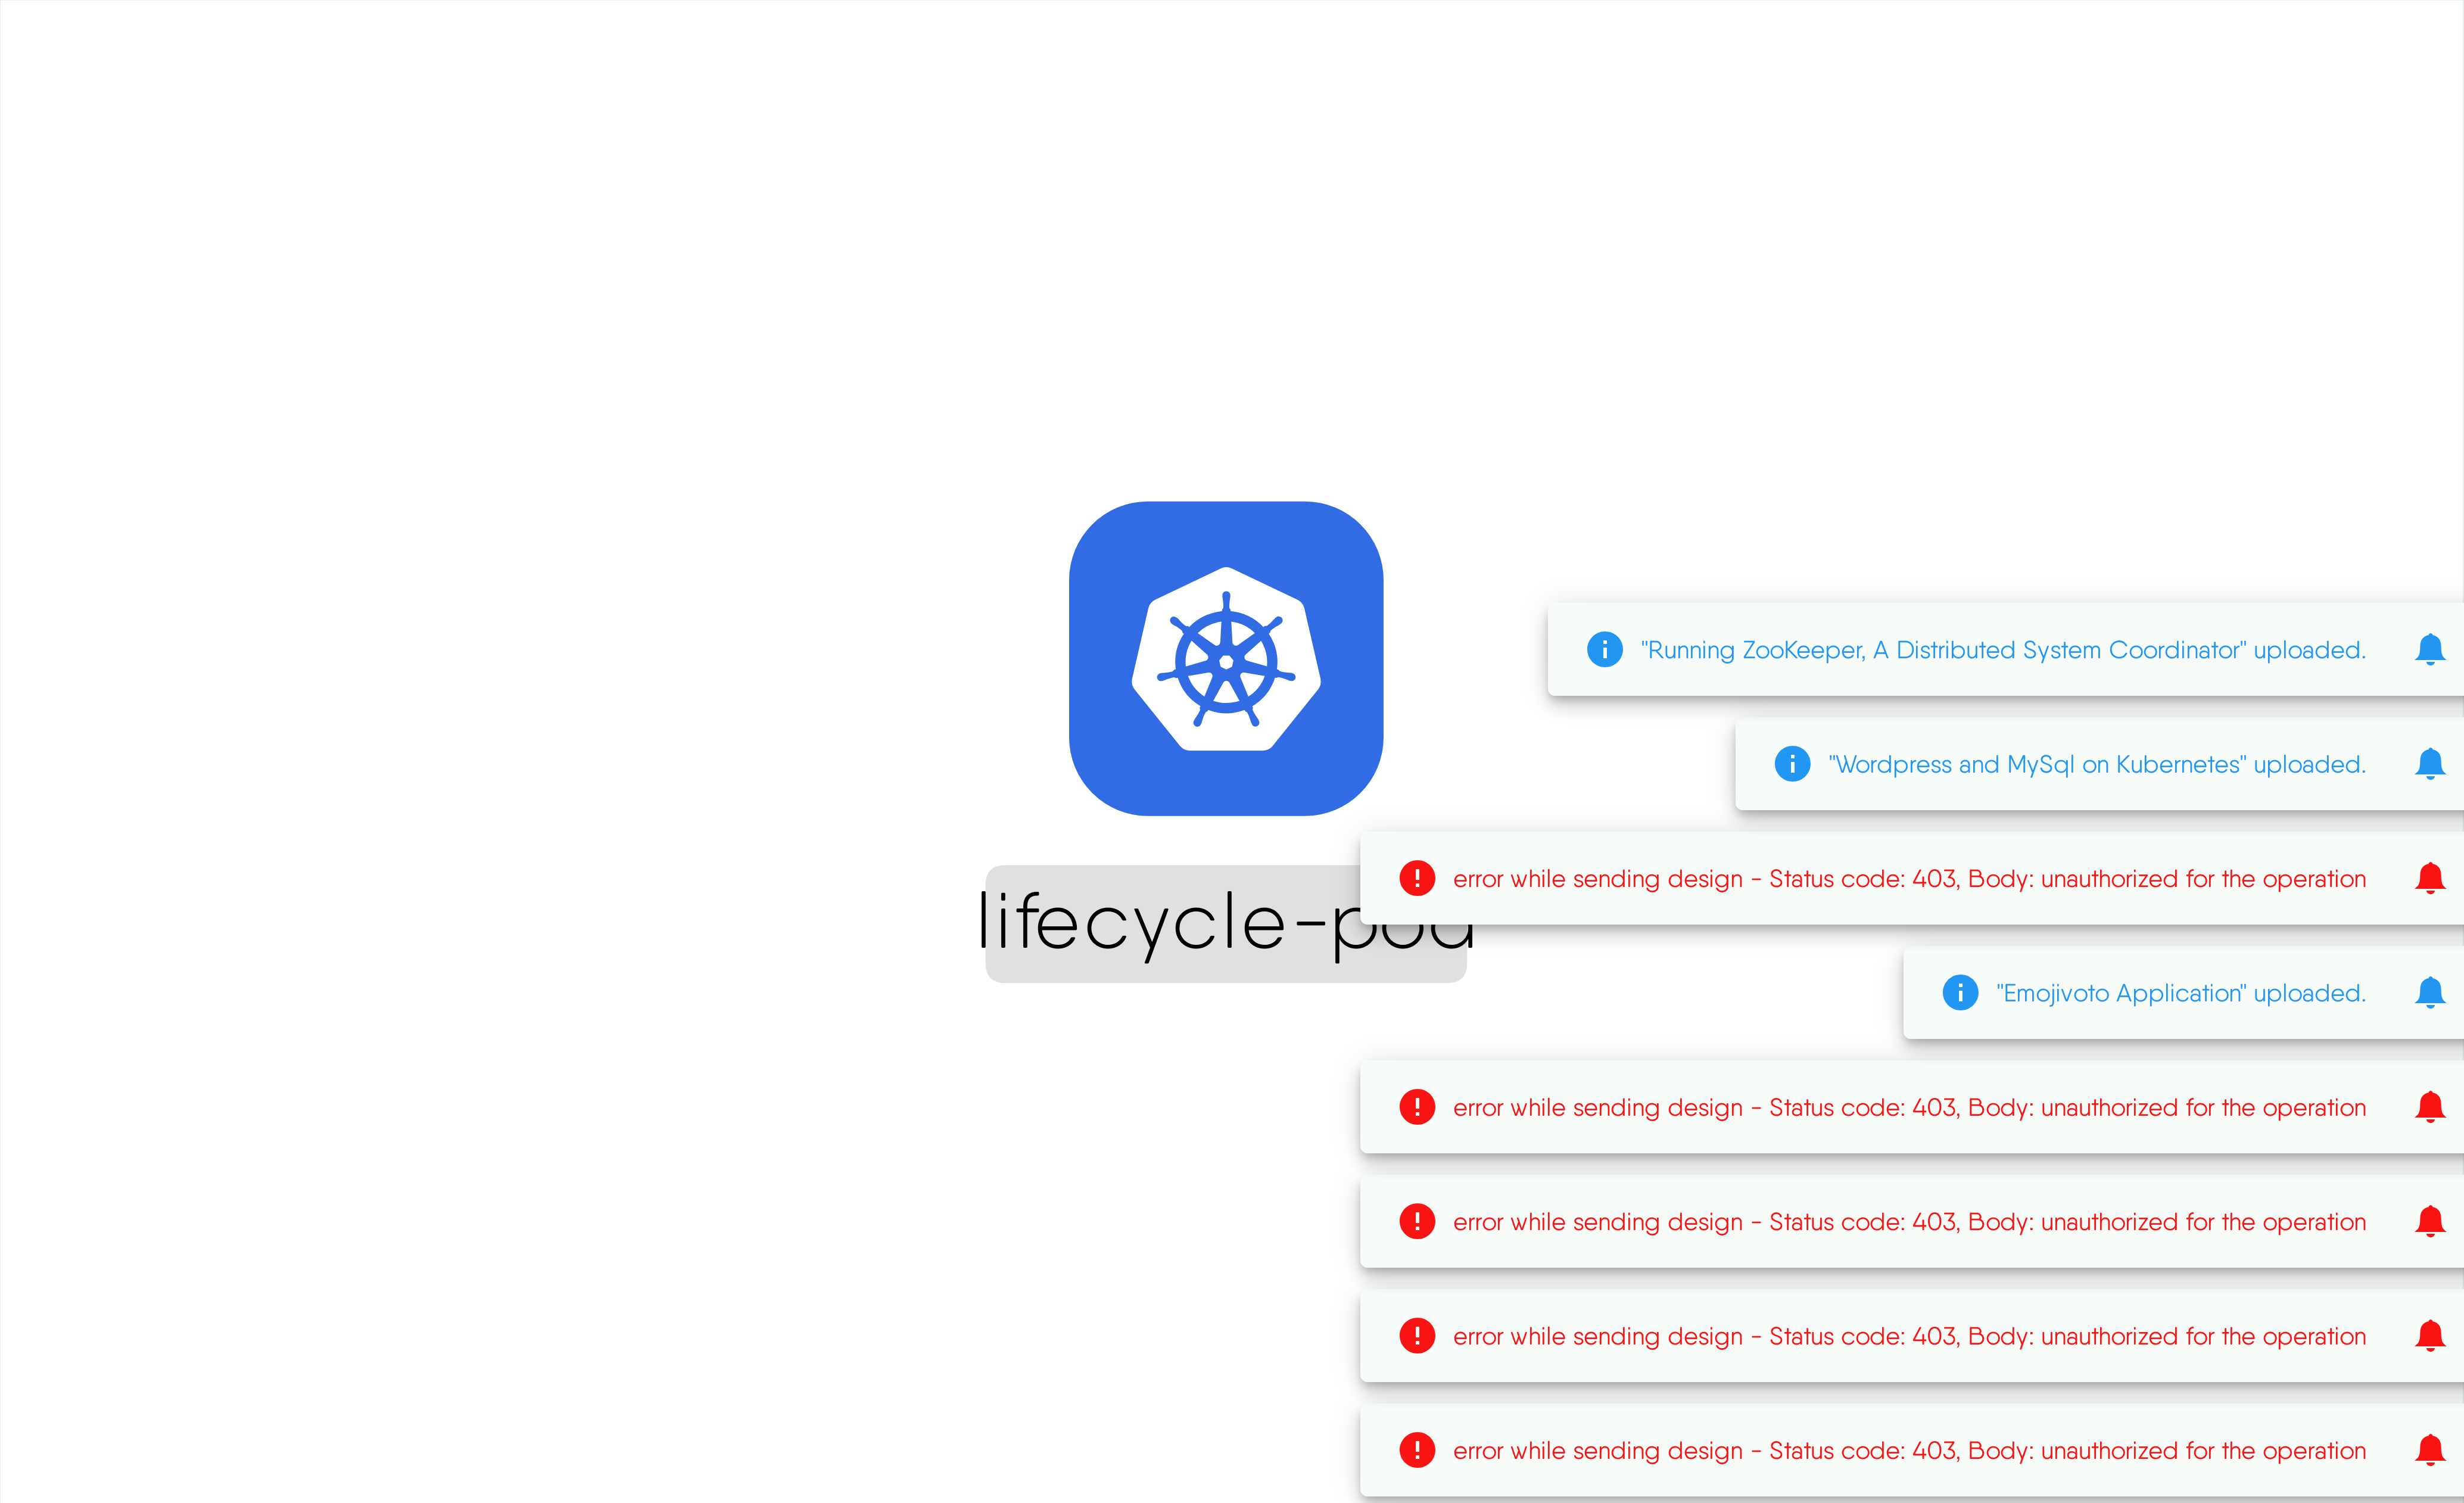 "Running ZooKeeper, A Distributed System Coordinator" uploaded.
"Wordpress and MySql on Kubernetes" uploaded.
error while sending design - Status code: 403, Body: unauthorized for the operation
lifecycle-pod
"Emojivoto Application" uploaded.
error while sending design - Status code: 403, Body: unauthorized for the operation
error while sending design - Status code: 403, Body: unauthorized for the operation
error while sending design - Status code: 403, Body: unauthorized for the operation
error while sending design - Status code: 403, Body: unauthorized for the operation